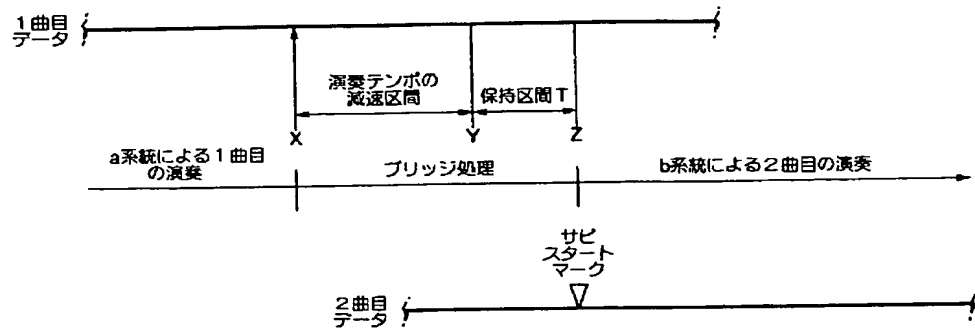 1曲目
データ
演奏テンポの
減速区間
保持区間T
X
Y
Z
a系統による1曲目
の演奏
ブリッジ処理
b系統による2曲目の演奏
サビ
スタート
マーク
2曲目
データ